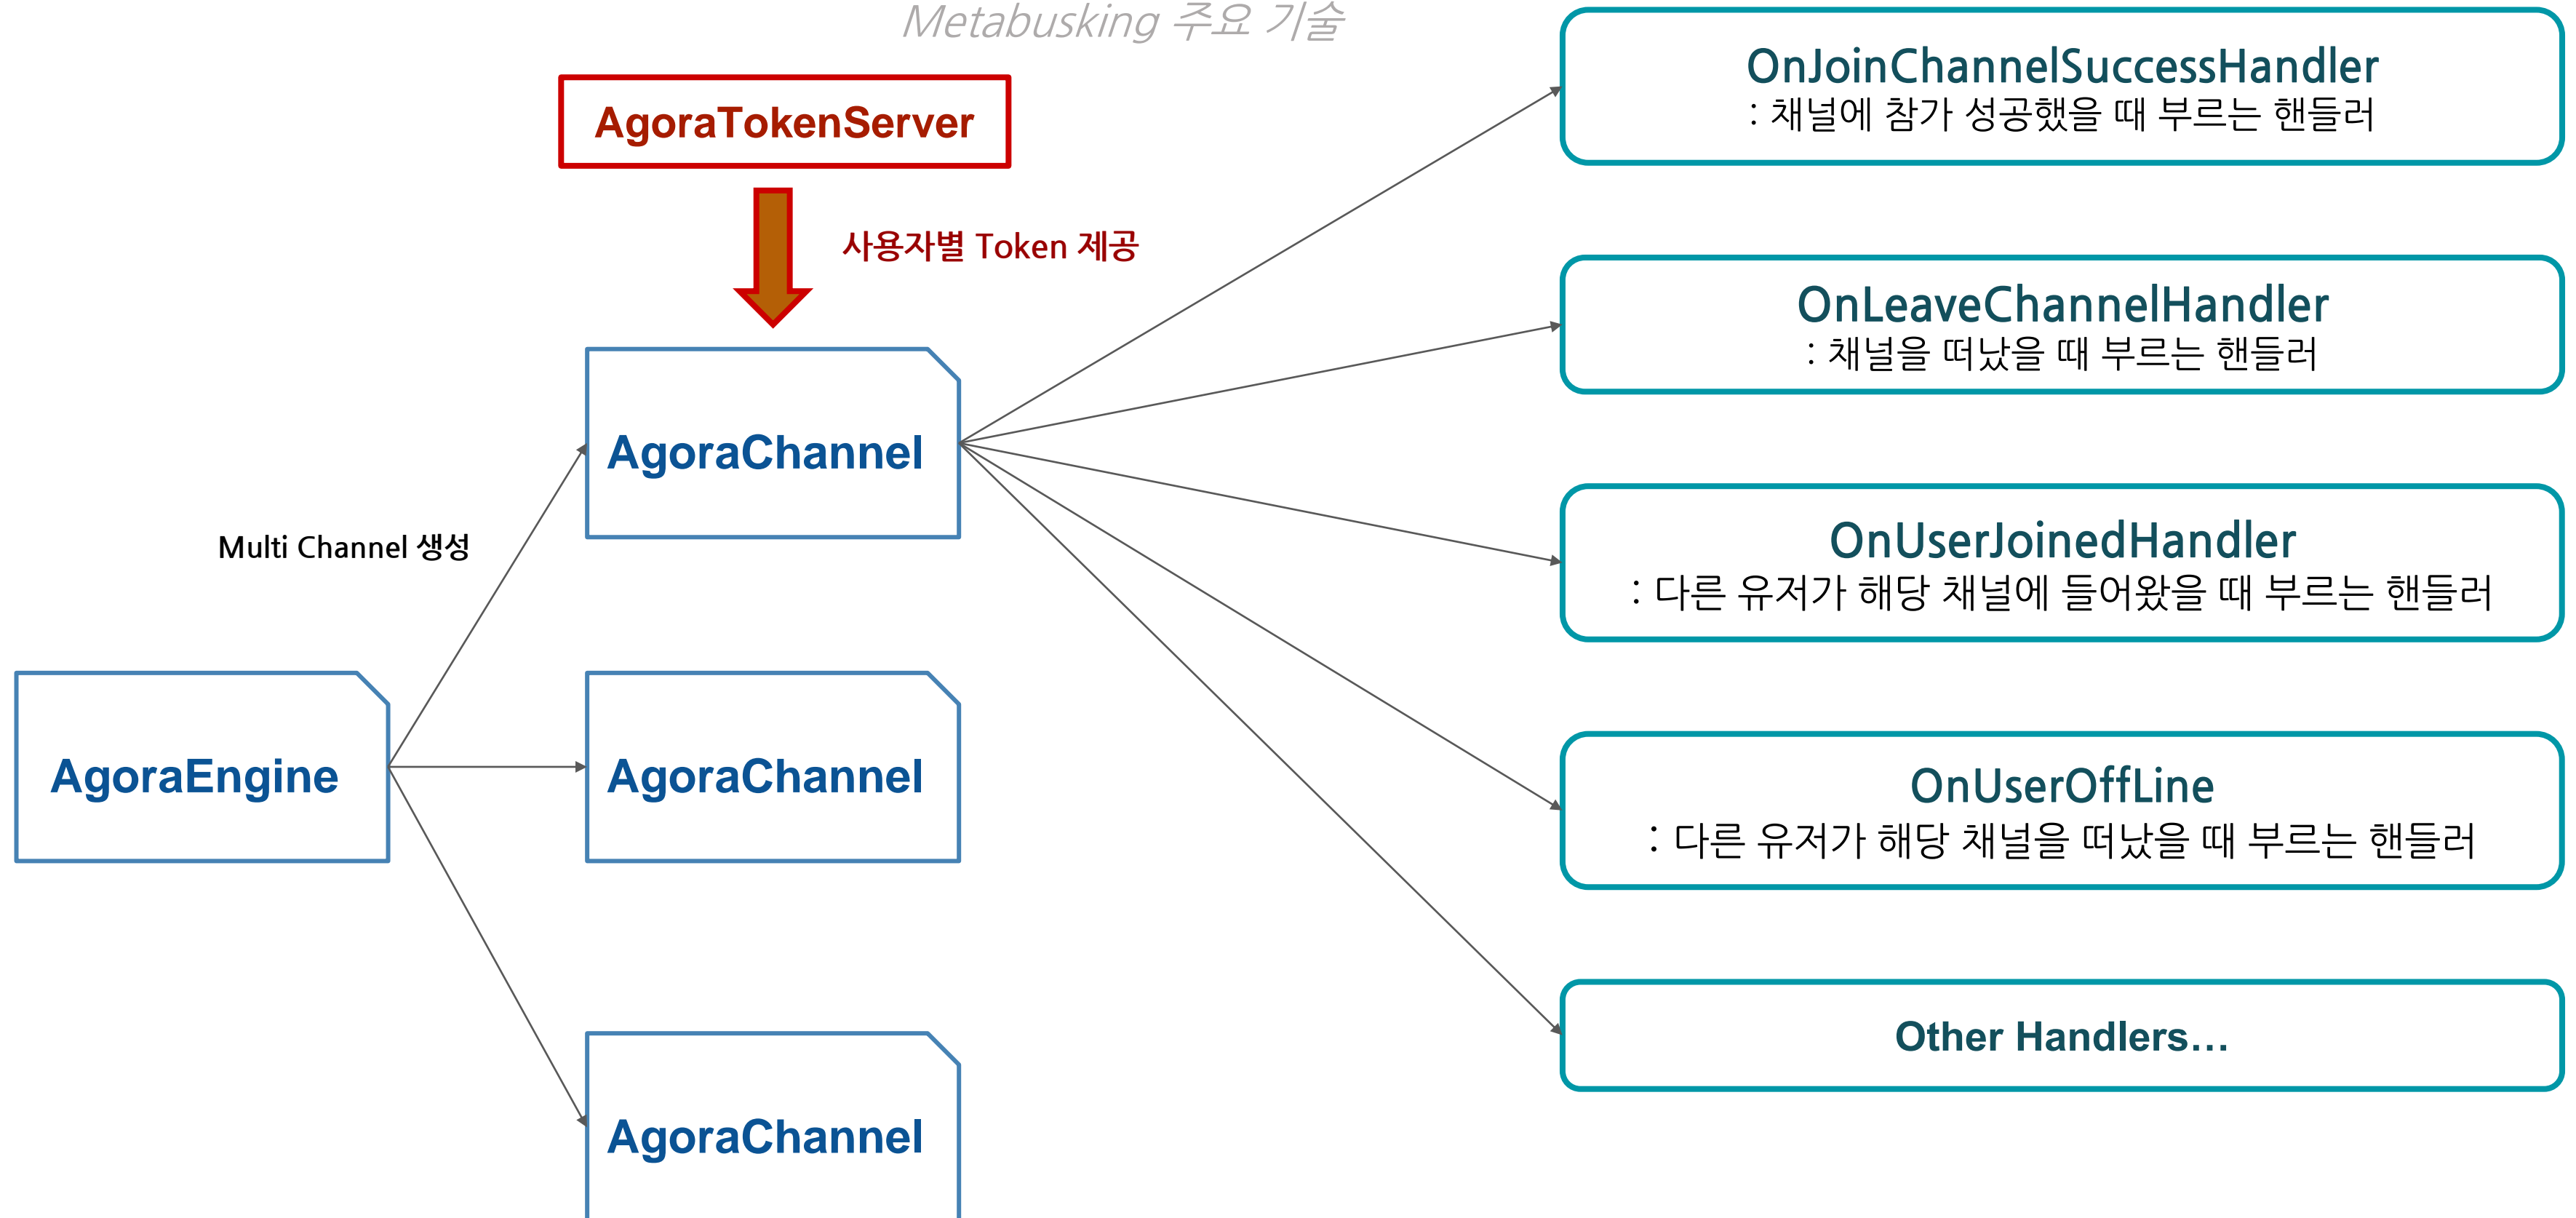 Metabusking 주요 기술
AgoraTokenServer
사용자별 Token 제공
AgoraChannel
Multi Channel 생성
AgoraEngine
AgoraChannel
AgoraChannel
OnJoinChannelSuccessHandler
: 채널에 참가 성공했을 때 부르는 핸들러
OnLeaveChannelHandler
: 채널을 떠났을 때 부르는 핸들러
OnUserJoinedHandler
: 다른 유저가 해당 채널에 들어왔을 때 부르는 핸들러
OnUserOffLine
: 다른 유저가 해당 채널을 떠났을 때 부르는 핸들러
Other Handlers...